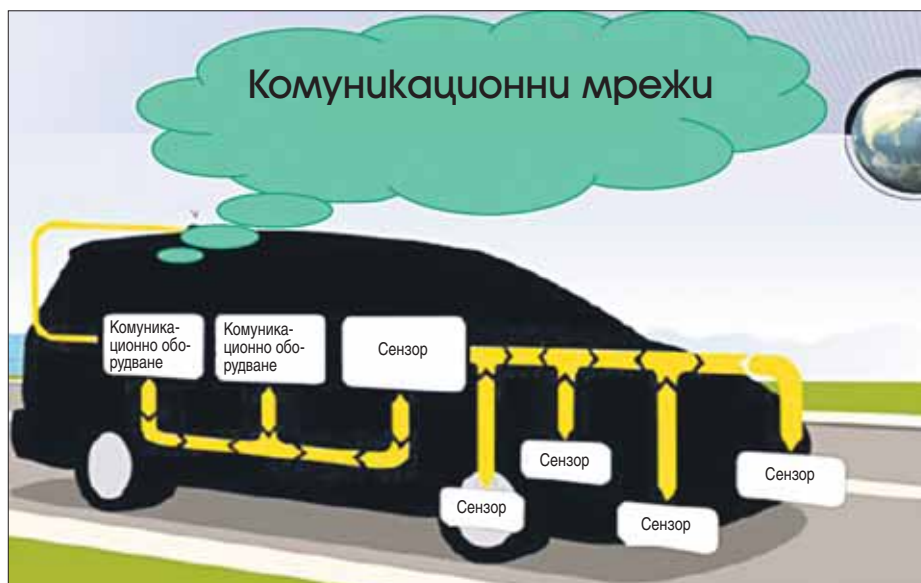 Комуникационни мрежи
Комуника-
ционно обо-
рудване
Комуника-
ционно обо-
рудване
Сензор
Сензор
Сензор
Сензор
Сензор